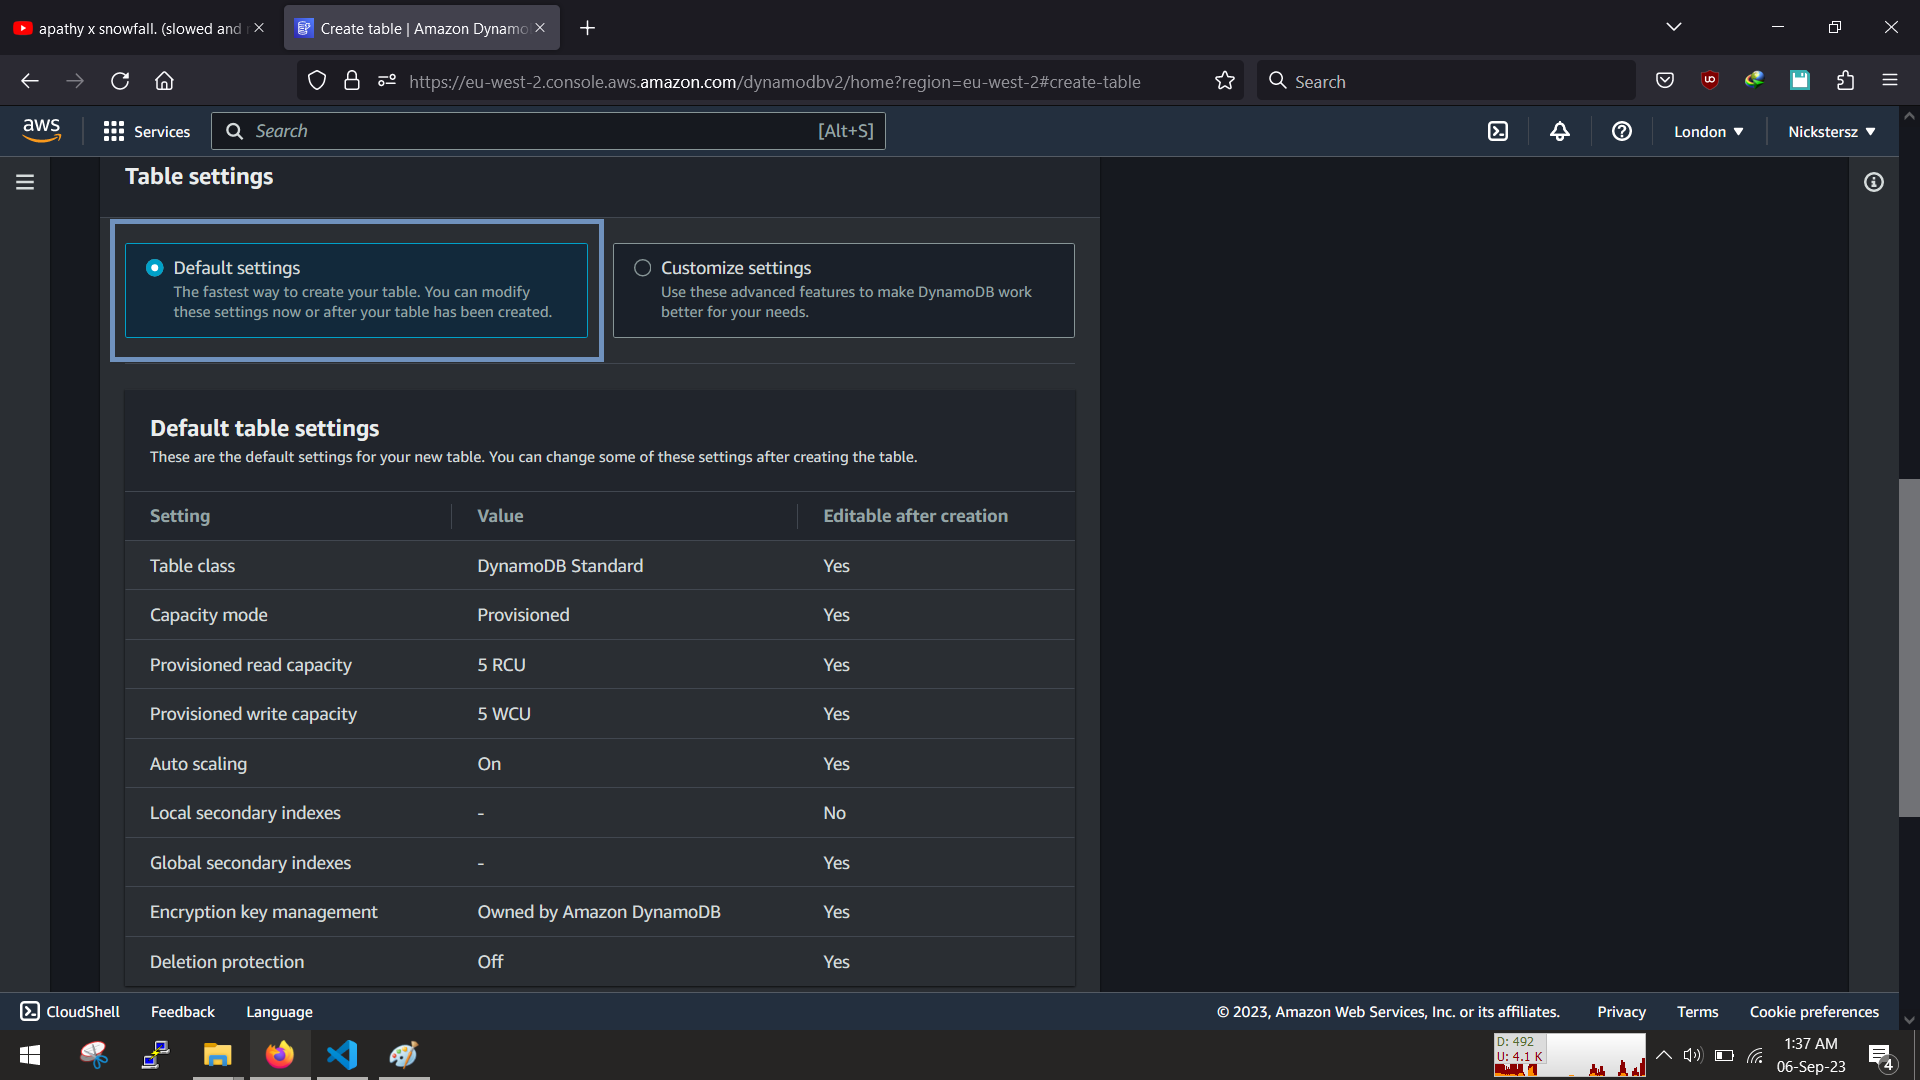 apathy x snowfall. (slowed and
Create table | Amazon Dynamo
https://eu-west-2.console.aws.amazon.com/dynamodbv2/home?region=eu-west-2#create-table
Search
aws
Services
Search
[Alt+S]
London
Nickstersz
Table settings
Default settings
The fastest way to create your table. You can modify
these settings now or after your table has been created.
Customize settings
Use these advanced features to make DynamoDB work
better for your needs.
Default table settings
These are the default settings for your new table. You can change some of these settings after creating the table.
Setting Value Editable after creation
Table class DynamoDB Standard Yes
Capacity mode Provisioned Yes
Provisioned read capacity 5 RCU Yes
Provisioned write capacity 5 WCU Yes
Auto scaling On Yes
Local secondary indexes - No
Global secondary indexes - Yes
Encryption key management Owned by Amazon DynamoDB Yes
Deletion protection Off Yes
CloudShell Feedback Language
© 2023, Amazon Web Services, Inc. or its affiliates. Privacy Terms Cookie preferences
D: 492
U: 4.1 K
1:37 AM
06-Sep-23
4